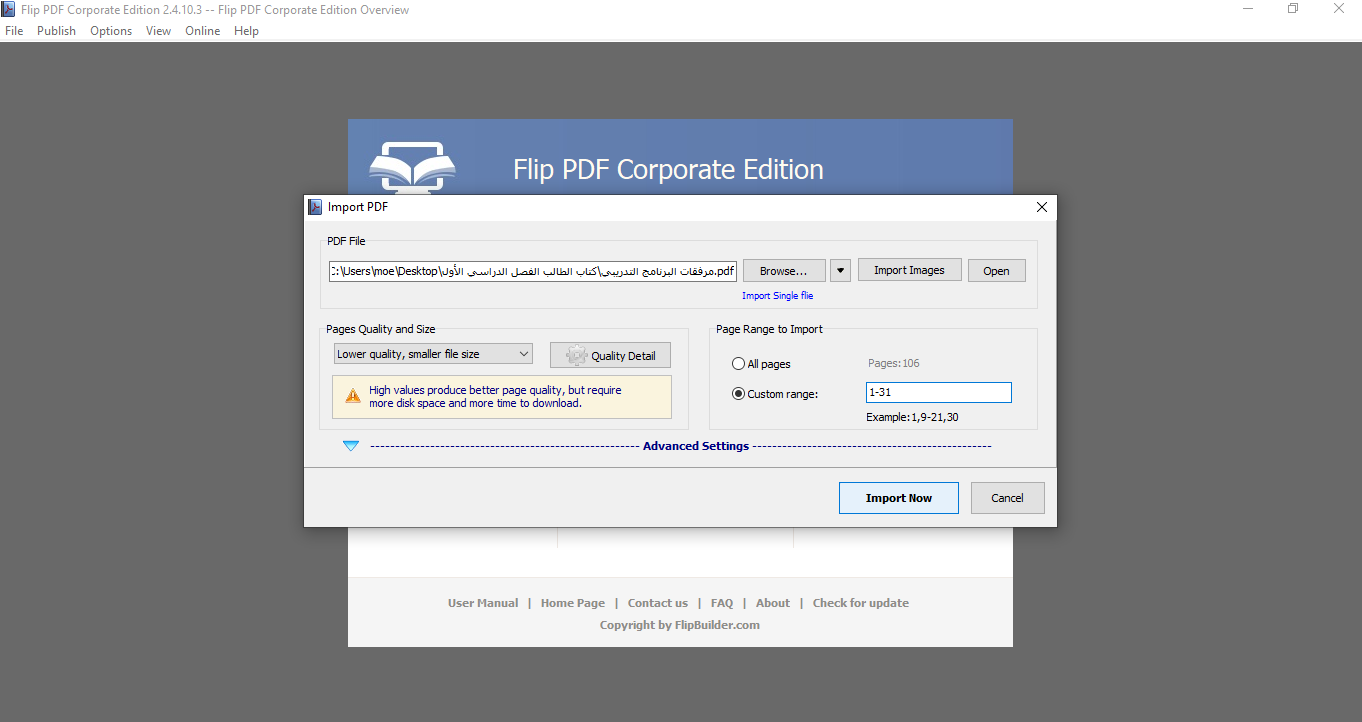 Flip PDF Corporate Edition 2.4.10.3 -- Flip PDF Corporate Edition Overview
File Publish Options View Online Help
Flip PDF Corporate Edition
Import PDF
PDF File
:\Users\moe\Desktop\مرفقات البرنامج التدريبي\كتاب الطالب الفصل الدراسي الأول.pdf
Browse... Import Images Open
Import Single flie
Pages Quality and Size
Lower quality, smaller file size
Quality Detail
High values produce better page quality, but require
more disk space and more time to download.
Page Range to Import
All pages Pages:106
Custom range: 1-31
Example:1,9-21,30
Advanced Settings
Import Now Cancel
User Manual | Home Page | Contact us | FAQ | About | Check for update
Copyright by FlipBuilder.com